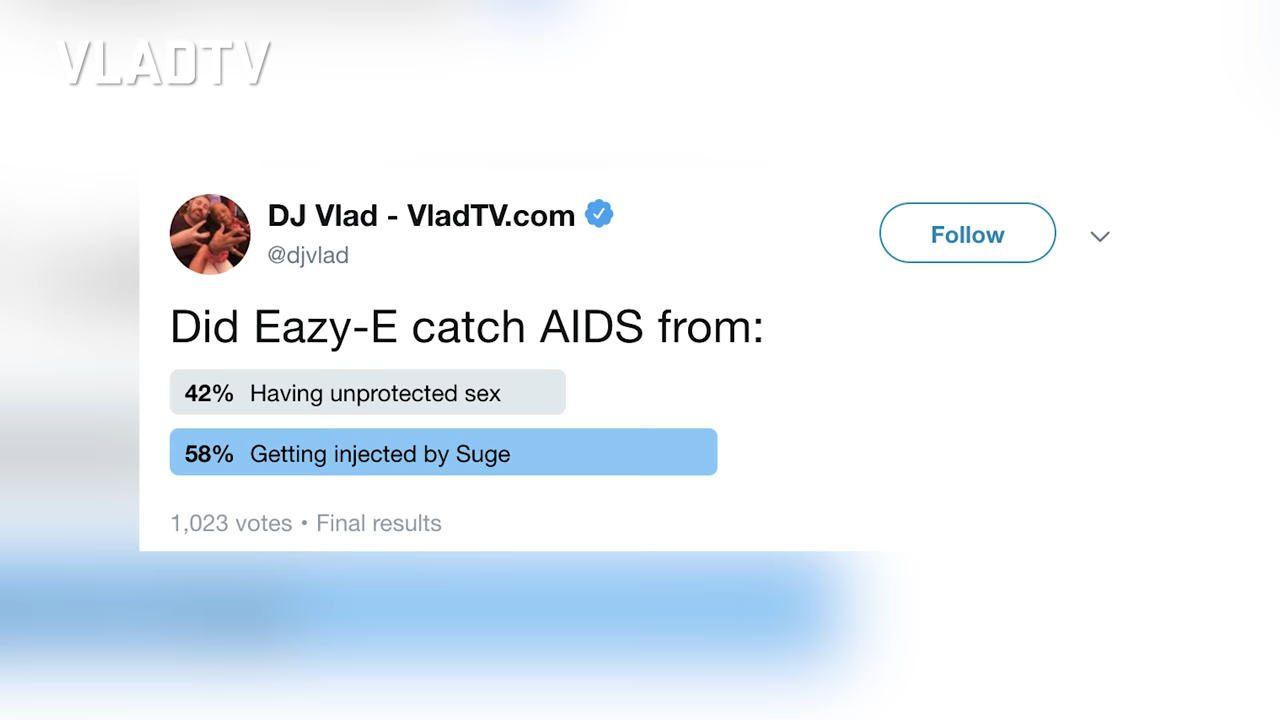 VLADTV
DJ Vlad - VladTV.com
@djvlad
Follow
Did Eazy-E catch AIDS from:
42% Having unprotected sex
58% Getting injected by Suge
1,023 votes • Final results